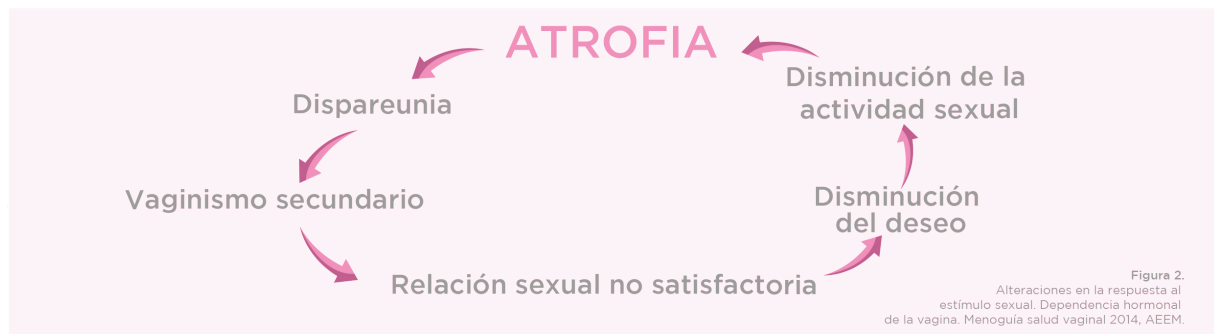 ATROFIA
Dispareunia
Vaginismo secundario
Relación sexual no satisfactoria
Disminución
del deseo
Disminución de la
actividad sexual
Figura 2.
Alteraciones en la respuesta al
estímulo sexual. Dependencia hormonal
de la vagina. Menoguía salud vaginal 2014, AEEM.